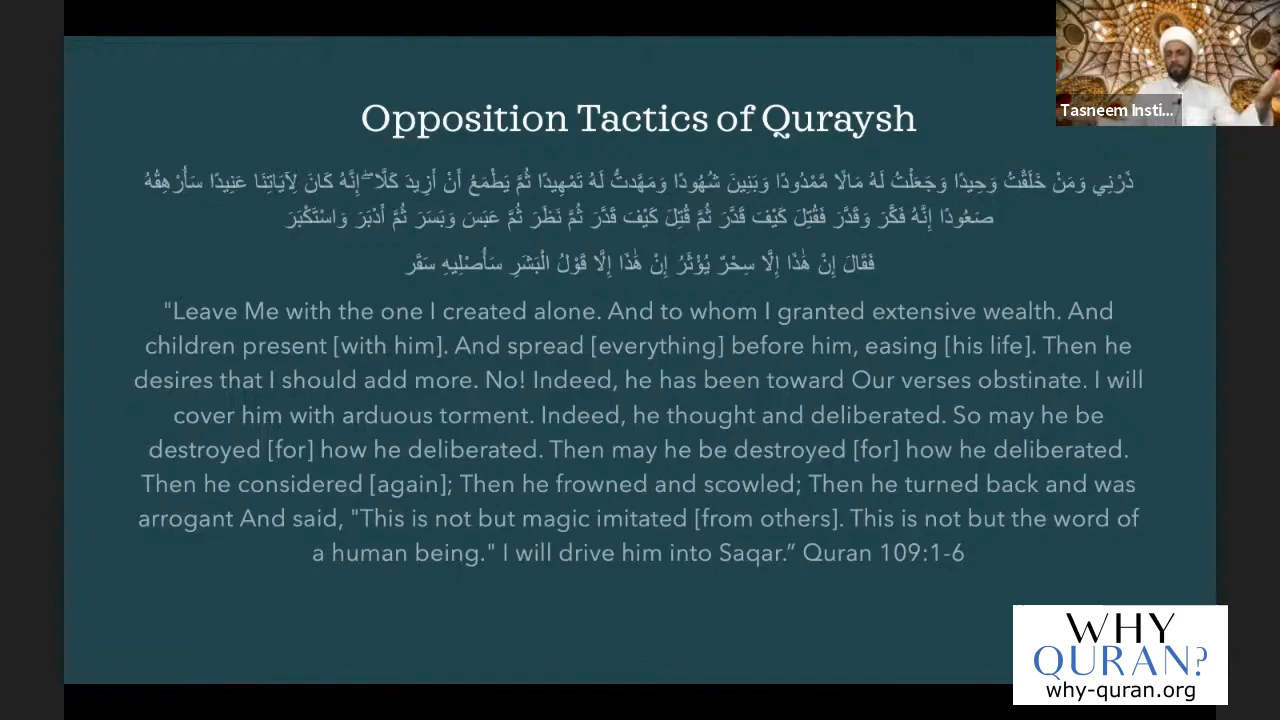 Opposition Tactics of Quraysh
ذَرْنِي وَمَنْ خَلَقْتُ وَحِيدًا وَجَعَلْتُ لَهُ مَالًا مَّمْدُودًا وَبَنِينَ شُهُودًا وَمَهَّدتُّ لَهُ تَمْهِيدًا ثُمَّ يَطْمَعُ أَنْ أَزِيدَ كَلَّا ۖ إِنَّهُ كَانَ لِآيَاتِنَا عَنِيدًا سَأُرْهِقُهُ
صَعُودًا إِنَّهُ فَكَّرَ وَقَدَّرَ فَقُتِلَ كَيْفَ قَدَّرَ ثُمَّ قُتِلَ كَيْفَ قَدَّرَ ثُمَّ نَظَرَ ثُمَّ عَبَسَ وَبَسَرَ ثُمَّ أَدْبَرَ وَاسْتَكْبَرَ
فَقَالَ إِنْ هَٰذَا إِلَّا سِحْرٌ يُؤْثَرُ إِنْ هَٰذَا إِلَّا قَوْلُ الْبَشَرِ سَأُصْلِيهِ سَقَر
"Leave Me with the one I created alone. And to whom I granted extensive wealth. And
children present [with him]. And spread [everything] before him, easing [his life]. Then he
desires that I should add more. No! Indeed, he has been toward Our verses obstinate. I will
cover him with arduous torment. Indeed, he thought and deliberated. So may he be
destroyed [for] how he deliberated. Then may he be destroyed [for] how he deliberated.
Then he considered [again]; Then he frowned and scowled; Then he turned back and was
arrogant And said, "This is not but magic imitated [from others]. This is not but the word of
a human being." I will drive him into Saqar.” Quran 109:1-6
Tasneem Insti...
WHY
QURAN?
why-quran.org